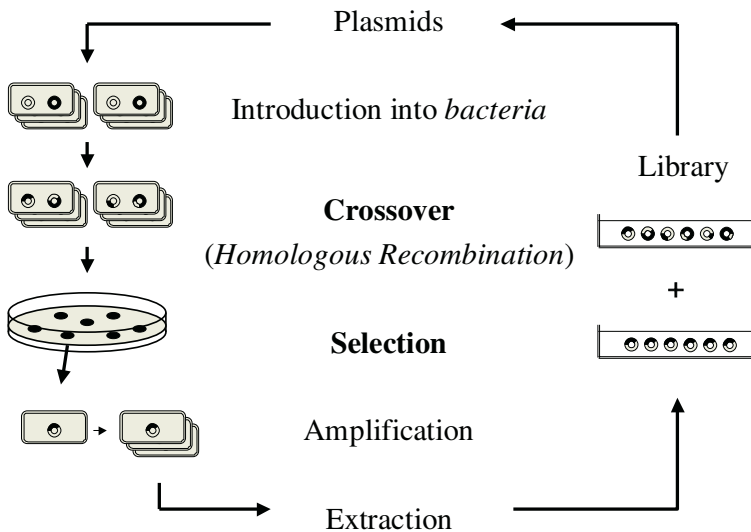 Plasmids
Introduction into bacteria
Library
Crossover
(Homologous Recombination)
+
Selection
Amplification
Extraction